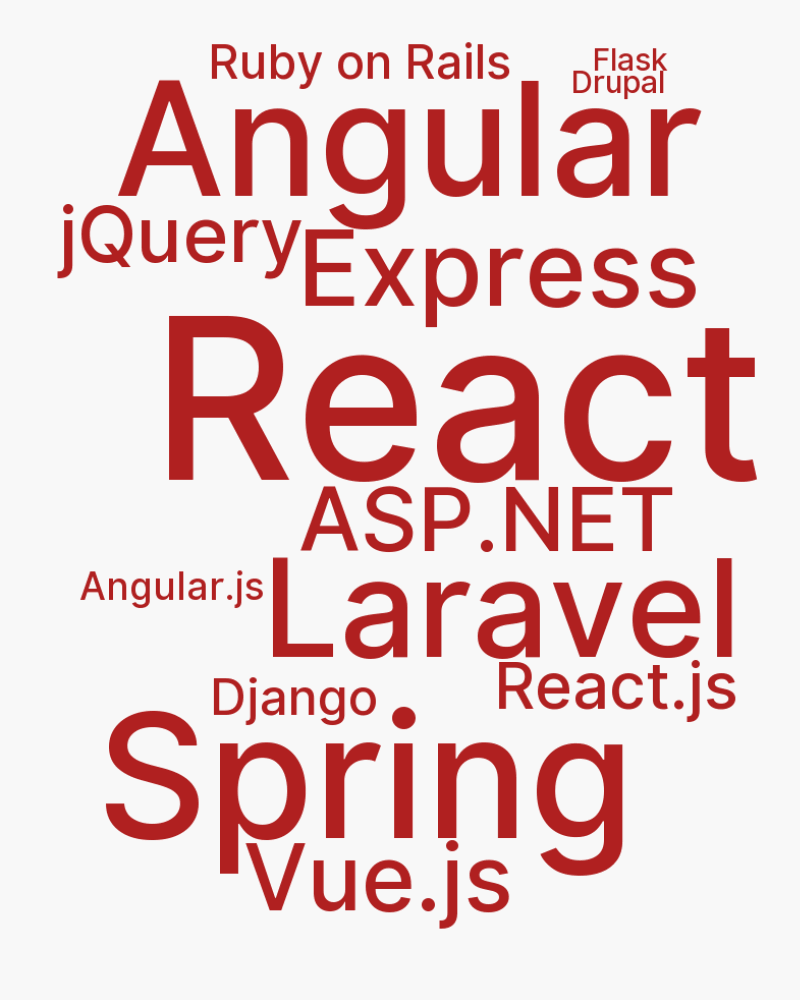 Ruby on Rails
Flask
Drupal
Angular
jQuery
Express
React
ASP.NET
Angular.js
Laravel
React.js
Django
Spring
Vue.js